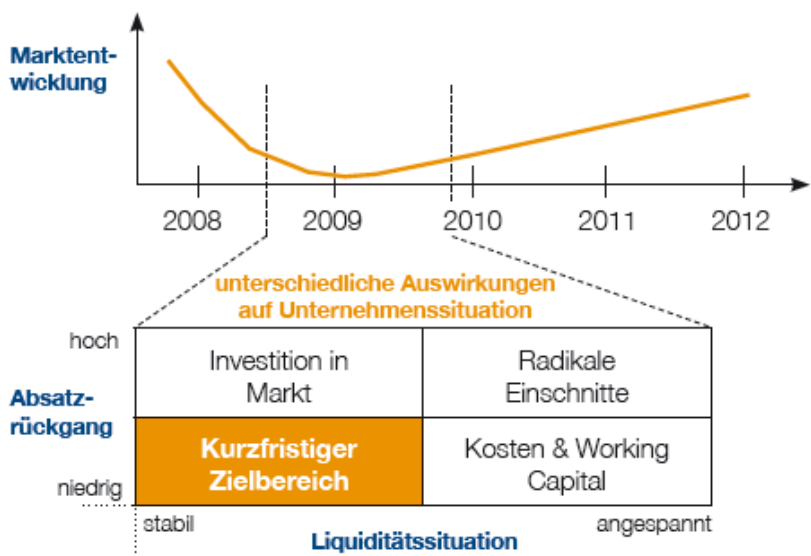 Marktent-
wicklung
2008 2009 2010 2011 2012
unterschiedliche Auswirkungen
auf Unternehmenssituation
hoch
Investition in
Markt
Radikale
Einschnitte
Absatz-
rückgang
Kurzfristiger
Zielbereich
Kosten & Working
Capital
niedrig
stabil angespannt
Liquiditätssituation